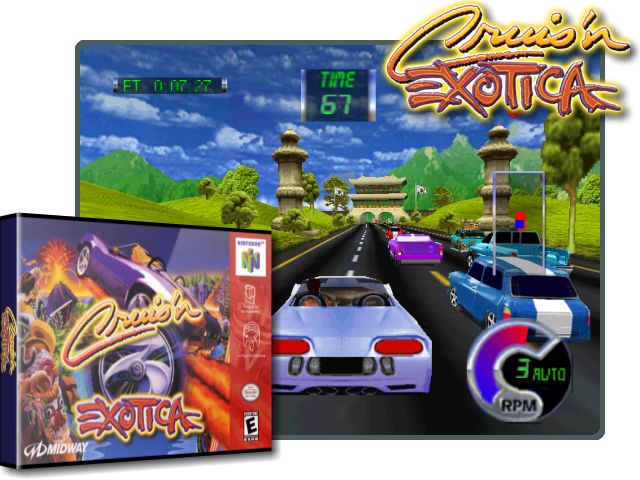 Cruis'n
EXOTICA
FT 0:07:27
TIME
67
3 AUTO
RPM
NINTENDO 64
N
Cruis'n
EXOTICA
MIDWAY
E